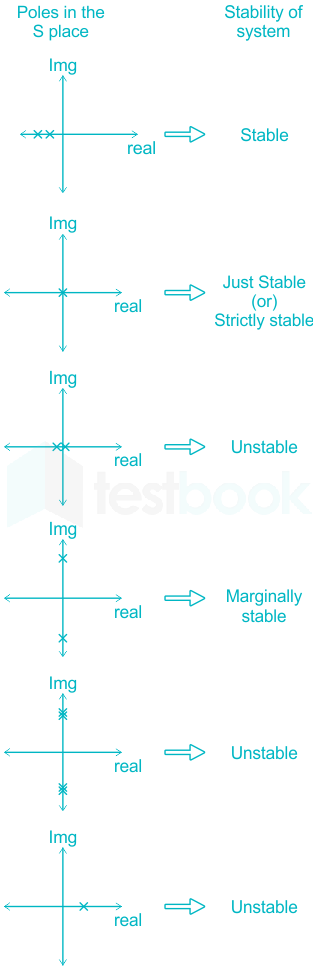 Poles in the
S place
Stability of
system
Img
real
Stable
Img
real
Just Stable
(or)
Strictly stable
Img
real
Unstable
testbook
Img
real
Marginally
stable
Img
real
Unstable
Img
real
Unstable